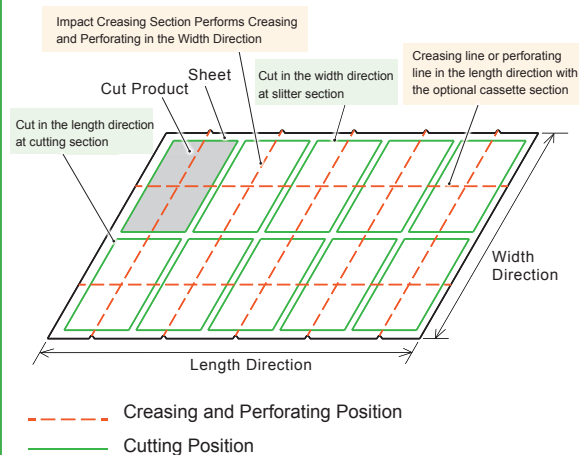 Impact Creasing Section Performs Creasing
and Perforating in the Width Direction
Creasing line or perforating
line in the length direction with
the optional cassette section
Sheet
Cut in the width direction
at slitter section
Cut Product
Cut in the length direction
at cutting section
Width
Direction
Length Direction
Creasing and Perforating Position
Cutting Position